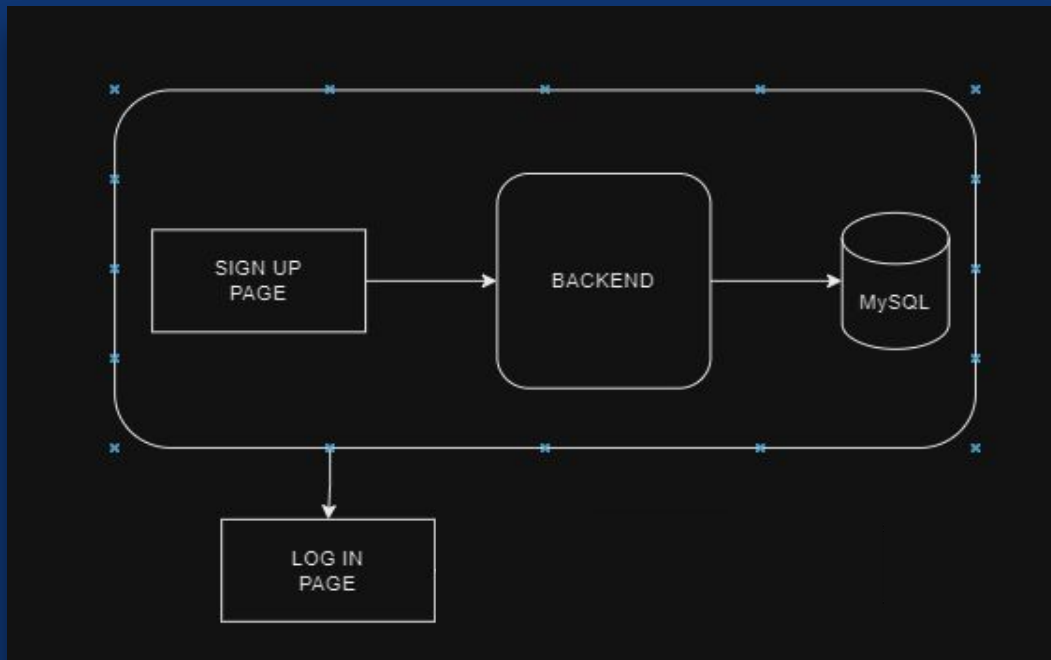 SIGN UP
PAGE
BACKEND
MySQL
LOG IN
PAGE